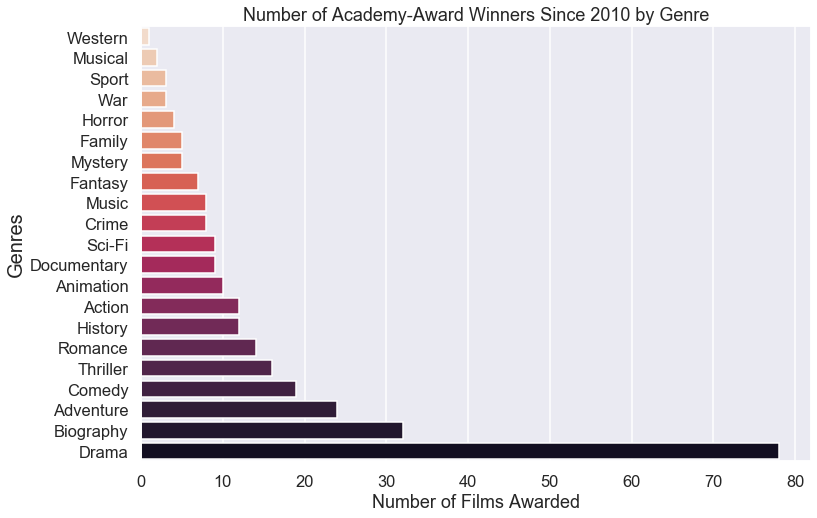 Number of Academy-Award Winners Since 2010 by Genre
Genres
Western
Musical
Sport
War
Horror
Family
Mystery
Fantasy
Music
Crime
Sci-Fi
Documentary
Animation
Action
History
Romance
Thriller
Comedy
Adventure
Biography
Drama
0 10 20 30 40 50 60 70 80
Number of Films Awarded